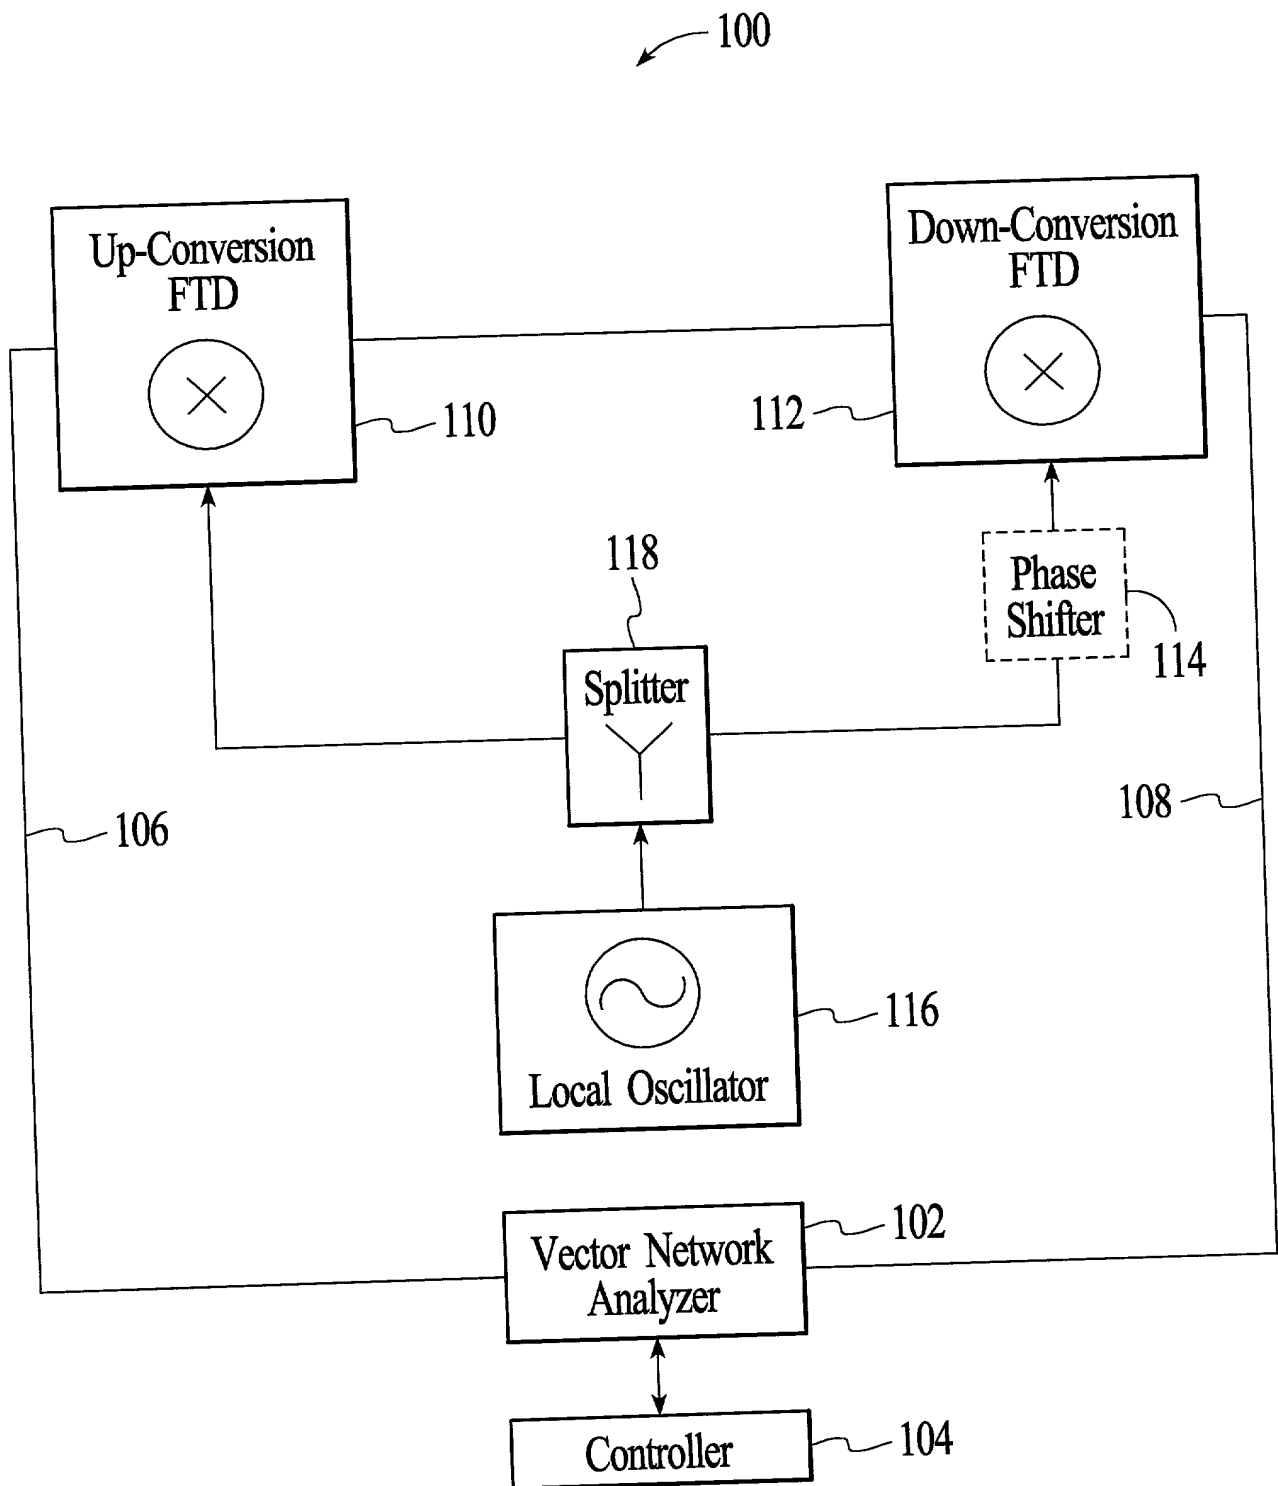 100
Up-Conversion
FTD
Down-Conversion
FTD
110
112
118
Phase
Shifter
114
Splitter
106
108
116
Local Oscillator
102
Vector Network
Analyzer
Controller
104